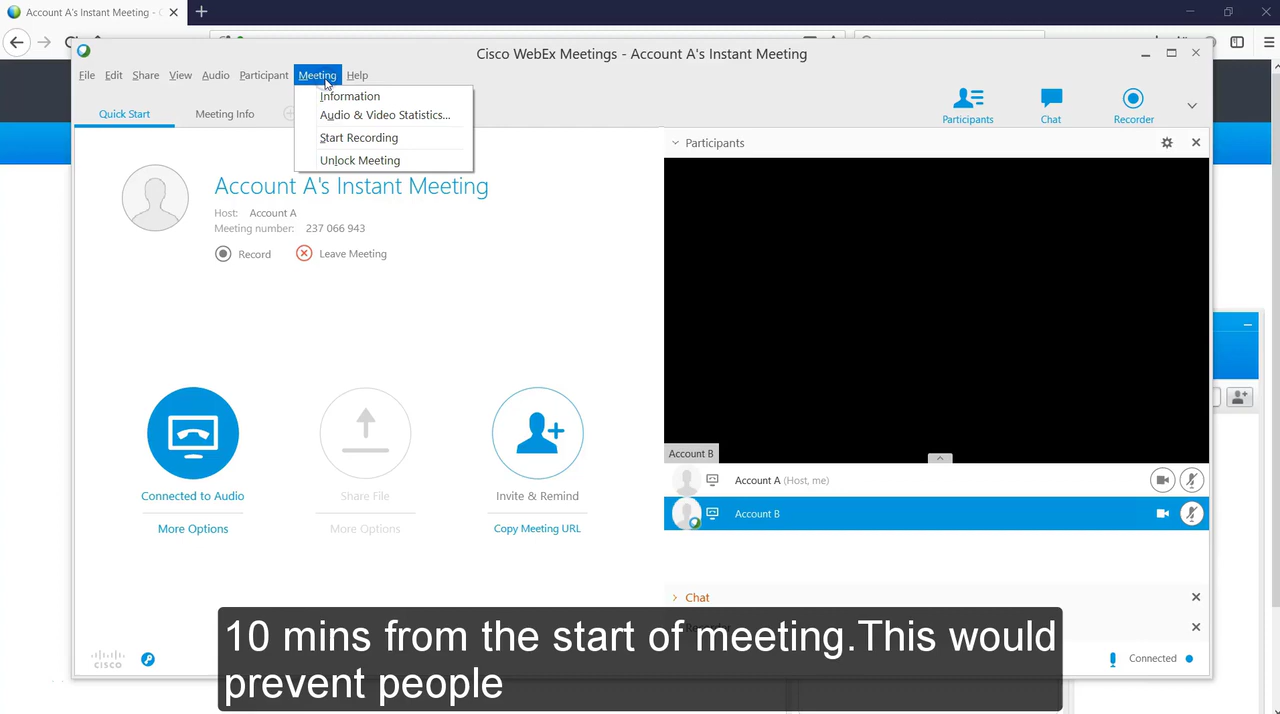 Account A's Instant Meeting -
Cisco WebEx Meetings - Account A's Instant Meeting
File Edit Share View Audio Participant Meeting Help
Information
Audio & Video Statistics...
Start Recording
Unlock Meeting
Quick Start Meeting Info
Participants Chat Recorder
Participants
Account A's Instant Meeting
Host: Account A
Meeting number: 237 066 943
Record Leave Meeting
Account B
Account A (Host, me)
Account B
Connected to Audio Share File Invite & Remind
More Options More Options Copy Meeting URL
Chat
10 mins from the start of meeting.This would
prevent people
CISCO
Connected